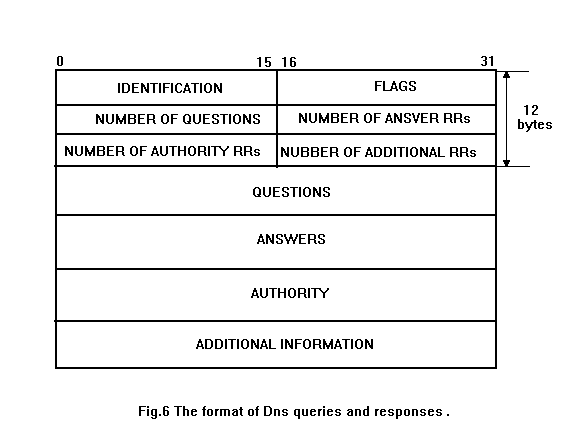 0 15 16 31
IDENTIFICATION FLAGS
12
bytes
NUMBER OF QUESTIONS NUMBER OF ANSVER RRs
NUMBER OF AUTHORITY RRs NUBBER OF ADDITIONAL RRs
QUESTIONS
ANSWERS
AUTHORITY
ADDITIONAL INFORMATION
Fig.6 The format of Dns queries and responses .